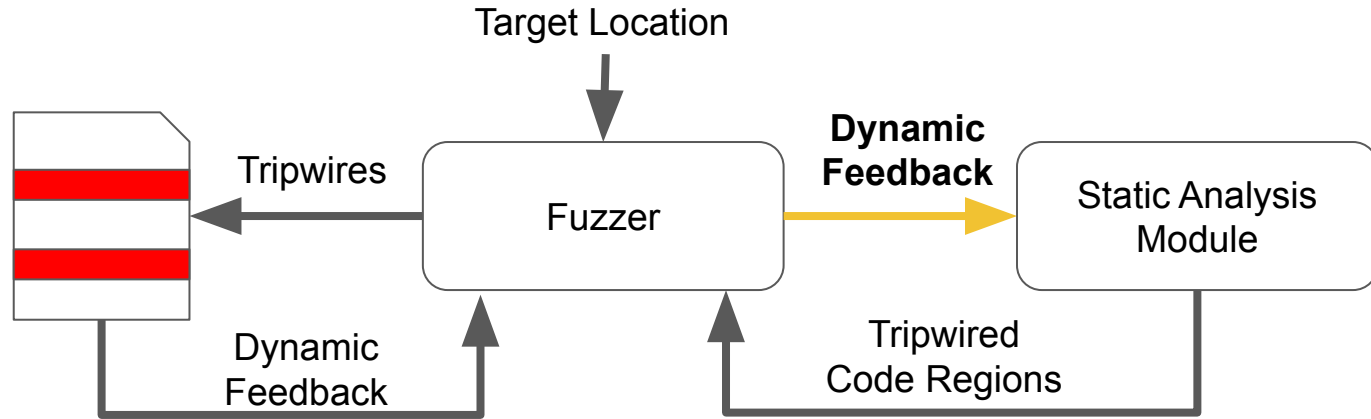 Target Location
Tripwires
Fuzzer
Dynamic
Feedback
Static Analysis
Module
Dynamic
Feedback
Tripwired
Code Regions